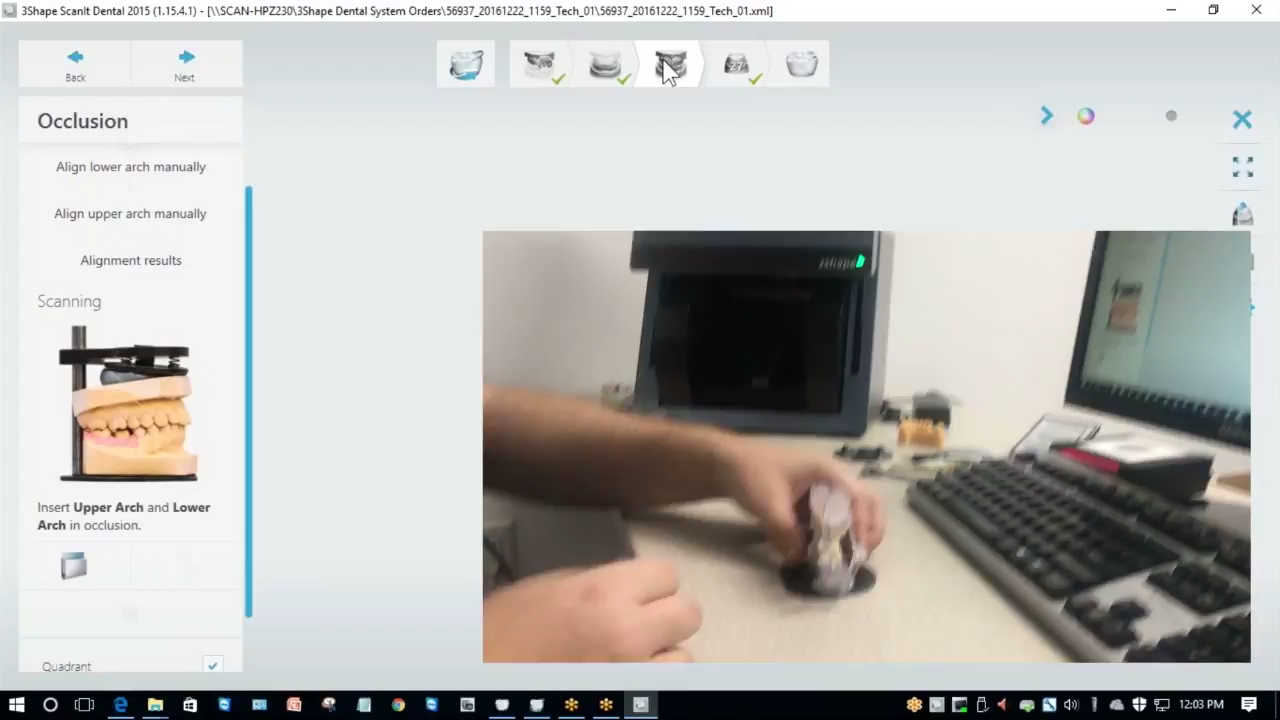 3Shape ScanIt Dental 2015 (1.15.4.1) - [\\SCAN-HPZ230\3Shape Dental System Orders\56937_20161222_1159_Tech_01\56937_20161222_1159_Tech_01.xml]
Back
Next
27
Occlusion
Align lower arch manually
Align upper arch manually
Alignment results
Scanning
3shape
Insert Upper Arch and Lower
Arch in occlusion.
Quadrant
12:03 PM